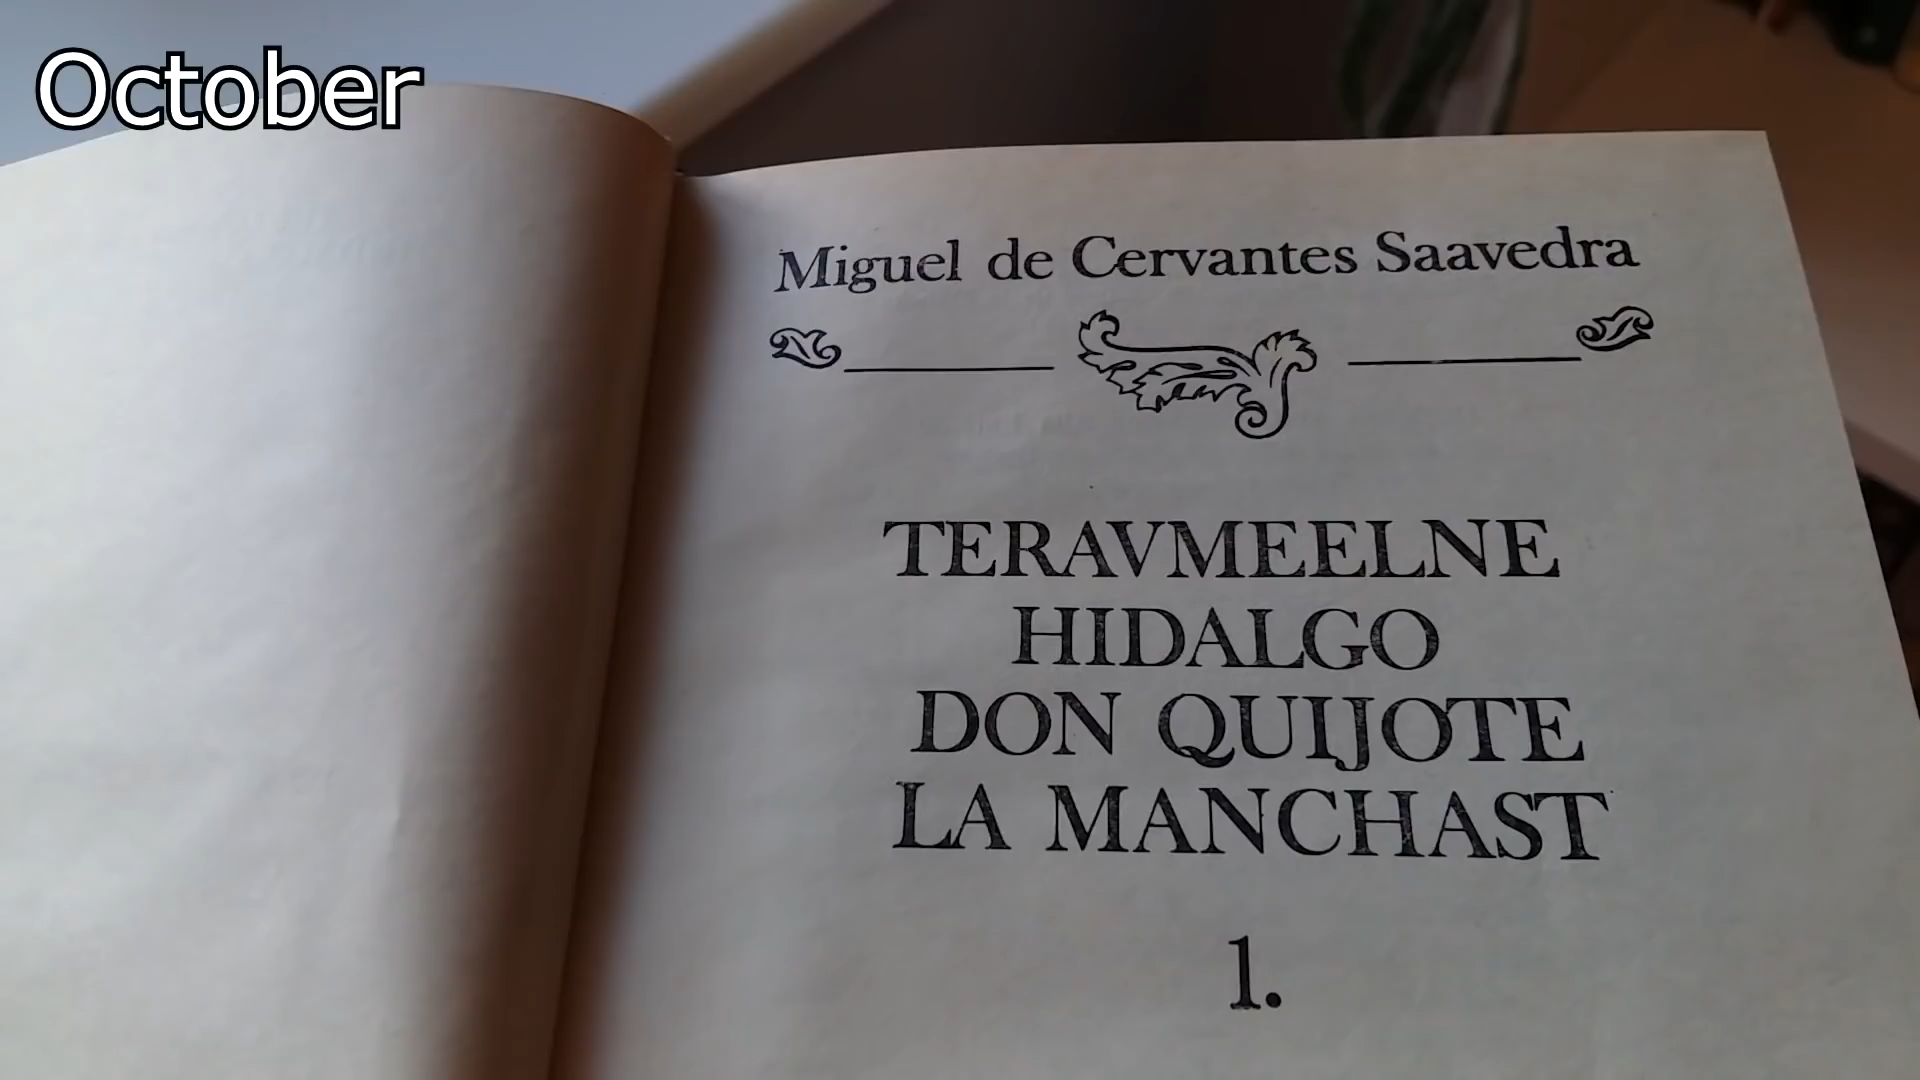 October
Miguel de Cervantes Saavedra
TERAVMEELNE
HIDALGO
DON QUIJOTE
LA MANCHAST
1.